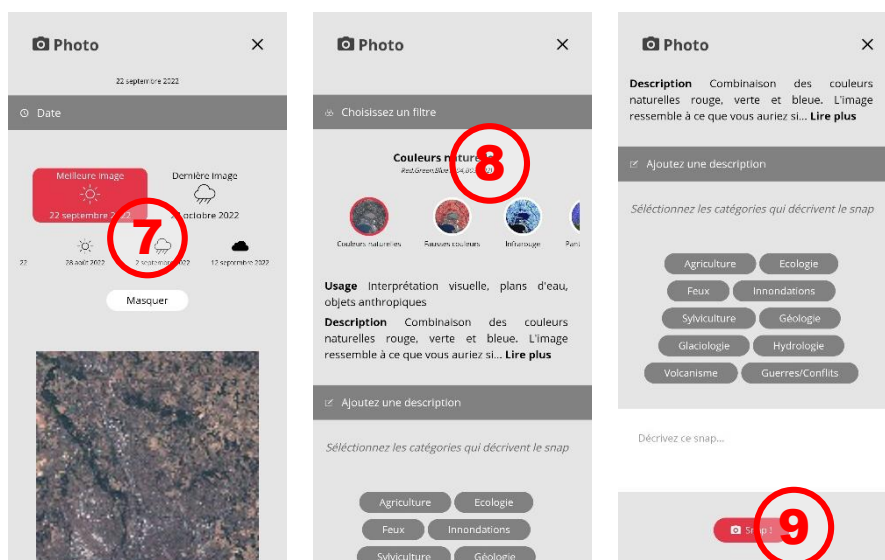 Photo
22 septembre 2022
Date
Meilleure image
Dernière image
22 septembre 2022
octobre 2022
7
22
28 août 2022
2 septembre 2022
12 septembre 2022
Masquer
Photo
Choisissez un filtre
Couleurs nature
Red,Green,Blue
8
Couleurs naturelles
Fausses couleurs
Infrarouge
Pan
Usage Interprétation visuelle, plans d'eau,
objets anthropiques
Description Combinaison des couleurs
naturelles rouge, verte et bleue. L'image
ressemble à ce que vous auriez si... Lire plus
Ajoutez une description
Séléctionnez les catégories qui décrivent le snap
Agriculture
Ecologie
Feux
Innondations
Sylviculture
Géologie
Photo
Description Combinaison des couleurs
naturelles rouge, verte et bleue. L'image
ressemble à ce que vous auriez si... Lire plus
Ajoutez une description
Séléctionnez les catégories qui décrivent le snap
Agriculture
Ecologie
Feux
Innondations
Sylviculture
Géologie
Glaciologie
Hydrologie
Volcanisme
Guerres/Conflits
Décrivez ce snap...
Snap !
9